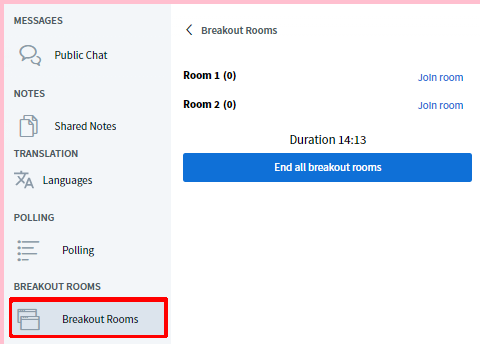 MESSAGES
Public Chat
NOTES
Shared Notes
TRANSLATION
Languages
POLLING
Polling
BREAKOUT ROOMS
Breakout Rooms
Breakout Rooms
Room 1 (0) Join room
Room 2 (0) Join room
Duration 14:13
End all breakout rooms